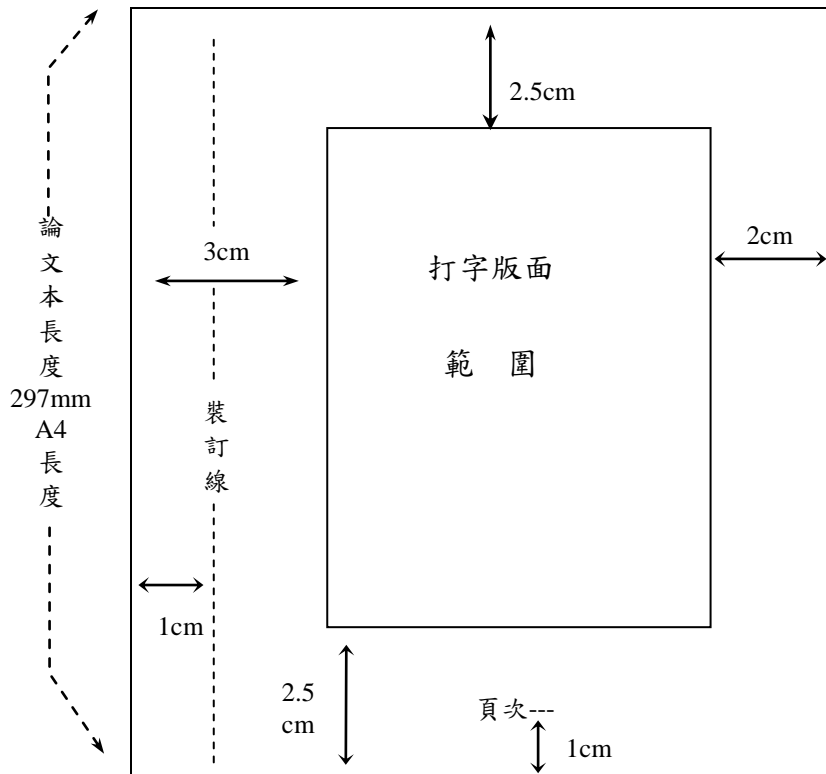 2.5cm
論
文
本
長
度
297mm
A4
長
度
3cm
2cm
打字版面
範 圍
裝
訂
線
1cm
2.5
cm
頁次---
1cm